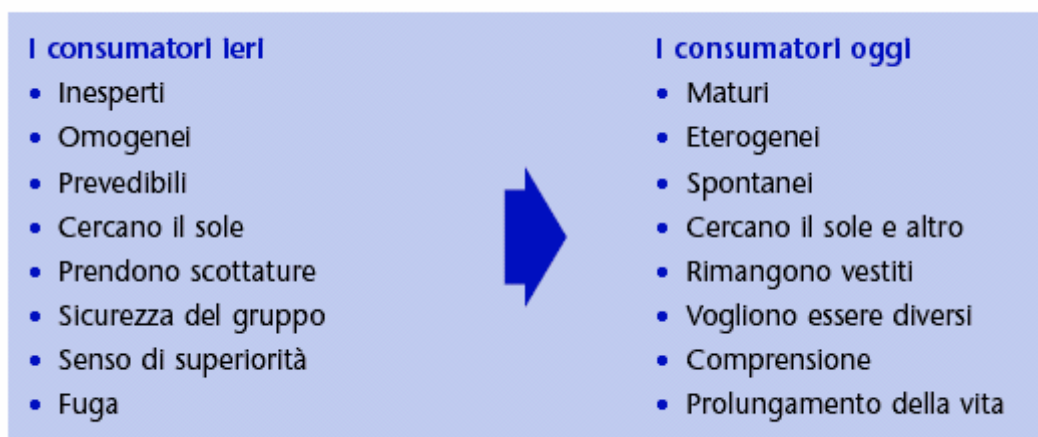 I consumatori ieri
• Inesperti
• Omogenei
• Prevedibili
• Cercano il sole
• Prendono scottature
• Sicurezza del gruppo
• Senso di superiorità
• Fuga
I consumatori oggi
• Maturi
• Eterogenei
• Spontanei
• Cercano il sole e altro
• Rimangono vestiti
• Vogliono essere diversi
• Comprensione
• Prolungamento della vita